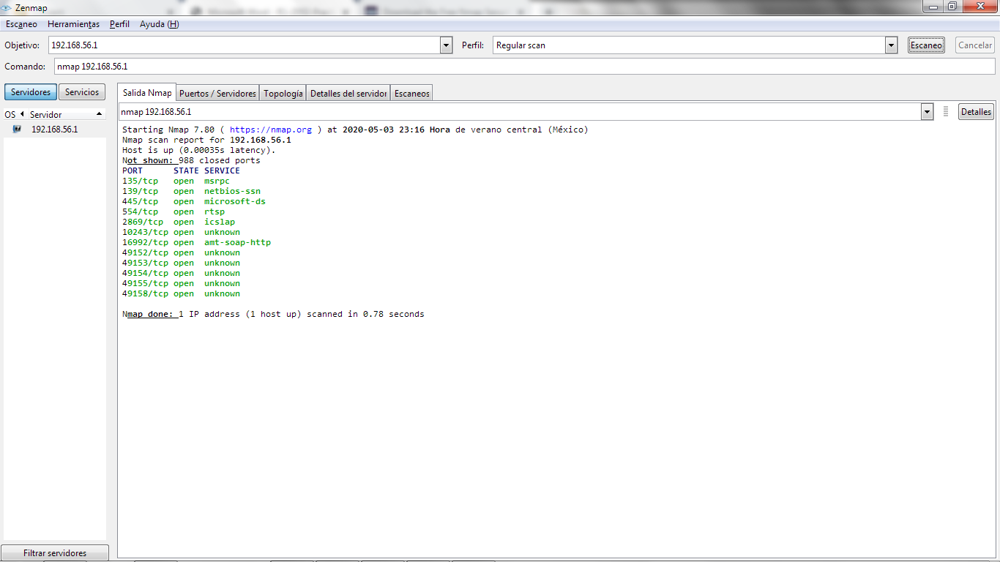 Zenmap
Escaneo Herramientas Perfil Ayuda (H)
Objetivo: 192.168.56.1 Perfil: Regular scan Escaneo Cancelar
Comando: nmap 192.168.56.1
Servidores Servicios Salida Nmap Puertos / Servidores Topología Detalles del servidor Escaneos
nmap 192.168.56.1 Detalles
OS Servidor
192.168.56.1
Starting Nmap 7.80 ( https://nmap.org ) at 2020-05-03 23:16 Hora de verano central (México)
Nmap scan report for 192.168.56.1
Host is up (0.00035s latency).
Not shown: 988 closed ports
PORT STATE SERVICE
135/tcp open msrpc
139/tcp open netbios-ssn
445/tcp open microsoft-ds
554/tcp open rtsp
2869/tcp open icslap
10243/tcp open unknown
16992/tcp open amt-soap-http
49152/tcp open unknown
49153/tcp open unknown
49154/tcp open unknown
49155/tcp open unknown
49158/tcp open unknown
Nmap done: 1 IP address (1 host up) scanned in 0.78 seconds
Filtrar servidores